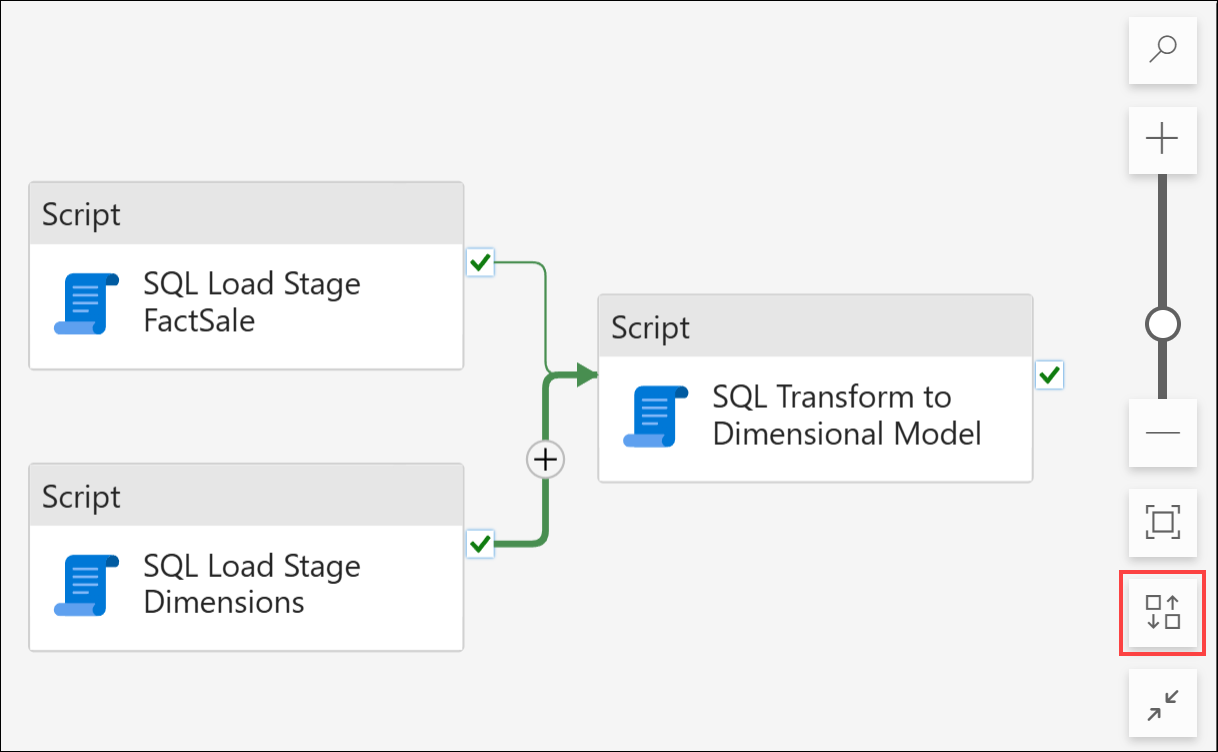 Script
SQL Load Stage
FactSale
Script
SQL Transform to
Dimensional Model
Script
SQL Load Stage
Dimensions